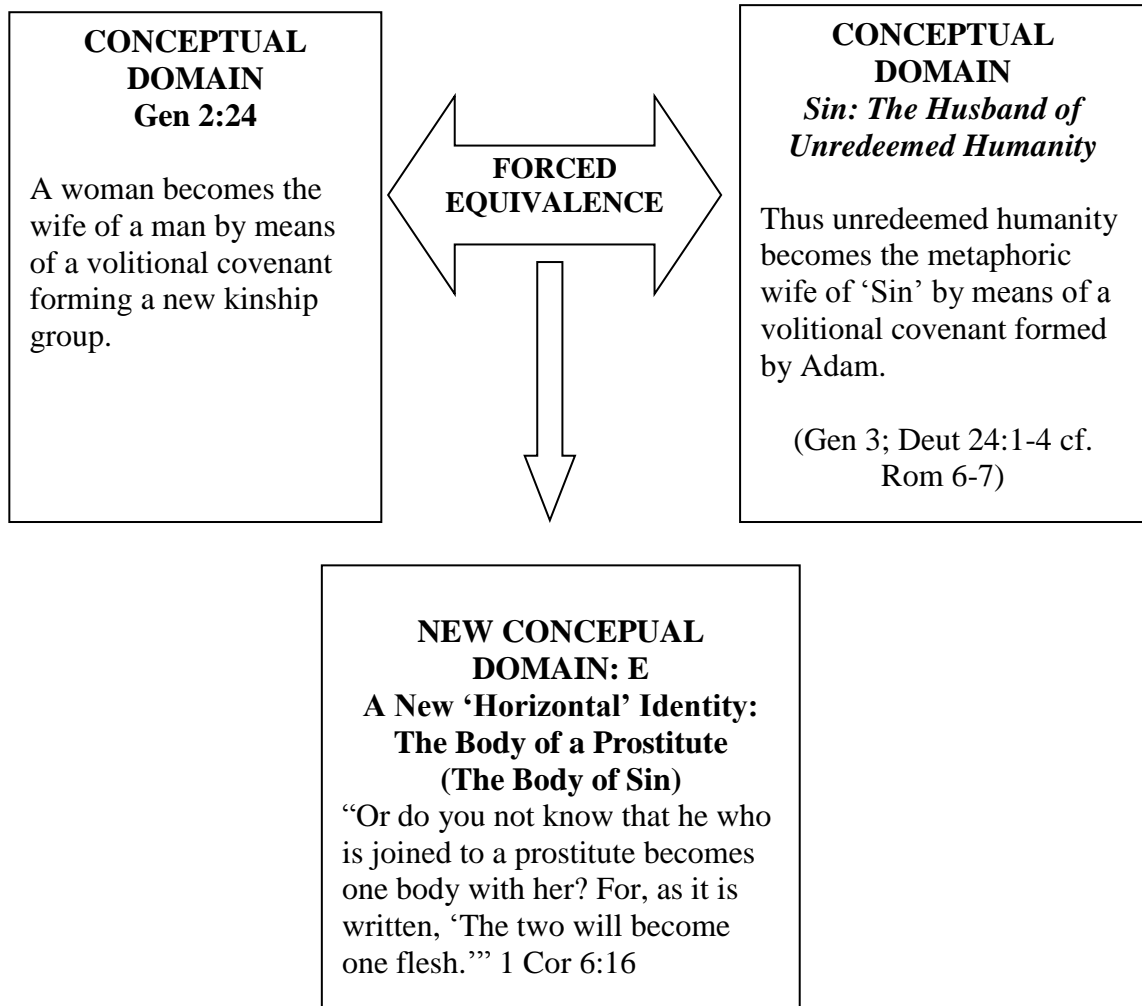 CONCEPTUAL
DOMAIN
Gen 2:24
A woman becomes the
wife of a man by means
of a volitional covenant
forming a new kinship
group.
FORCED
EQUIVALENCE
CONCEPTUAL
DOMAIN
Sin: The Husband of
Unredeemed Humanity
Thus unredeemed humanity
becomes the metaphoric
wife of ‘Sin’ by means of a
volitional covenant formed
by Adam.
(Gen 3; Deut 24:1-4 cf.
Rom 6-7)
NEW CONCEPUAL
DOMAIN: E
A New ‘Horizontal’ Identity:
The Body of a Prostitute
(The Body of Sin)
“Or do you not know that he who
is joined to a prostitute becomes
one body with her? For, as it is
written, ‘The two will become
one flesh.’” 1 Cor 6:16